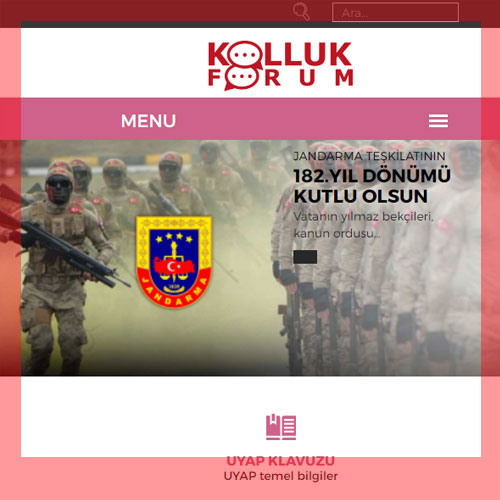 Ara...
KOLLUK
FORUM
MENU
JANDARMA TEŞKİLATININ
182.YIL DÖNÜMÜ
KUTLU OLSUN
Vatanın yılmaz bekçileri,
kanun ordusu...
1839
JANDARMA
UYAP KLAVUZU
UYAP temel bilgiler